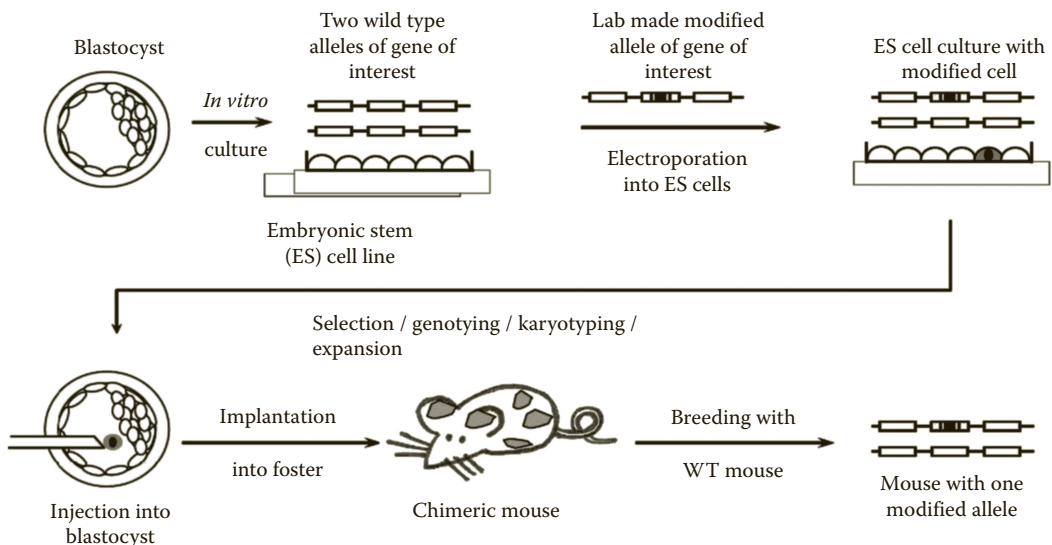 Blastocyst
In vitro
culture
Two wild type
alleles of gene of
interest
Embryonic stem
(ES) cell line
Lab made modified
allele of gene of
interest
Electroporation
into ES cells
ES cell culture with
modified cell
Selection / genotying / karyotyping /
expansion
Injection into
blastocyst
Implantation
into foster
Chimeric mouse
Breeding with
WT mouse
Mouse with one
modified allele